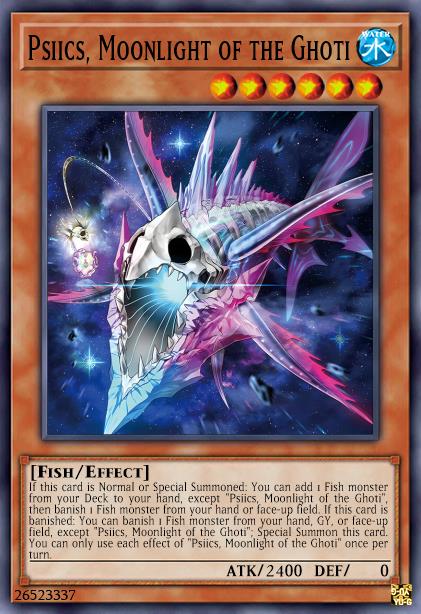 Psiics, Moonlight of the Ghoti
WATER
水
[Fish/Effect]
If this card is Normal or Special Summoned: You can add 1 Fish monster
from your Deck to your hand, except "Psiics, Moonlight of the Ghoti",
then banish 1 Fish monster from your hand or face-up field. If this card is
banished: You can banish 1 Fish monster from your hand, GY, or face-up
field, except "Psiics, Moonlight of the Ghoti"; Special Summon this card.
You can only use each effect of "Psiics, Moonlight of the Ghoti" once per
turn.
ATK/2400 DEF/ 0
26523337